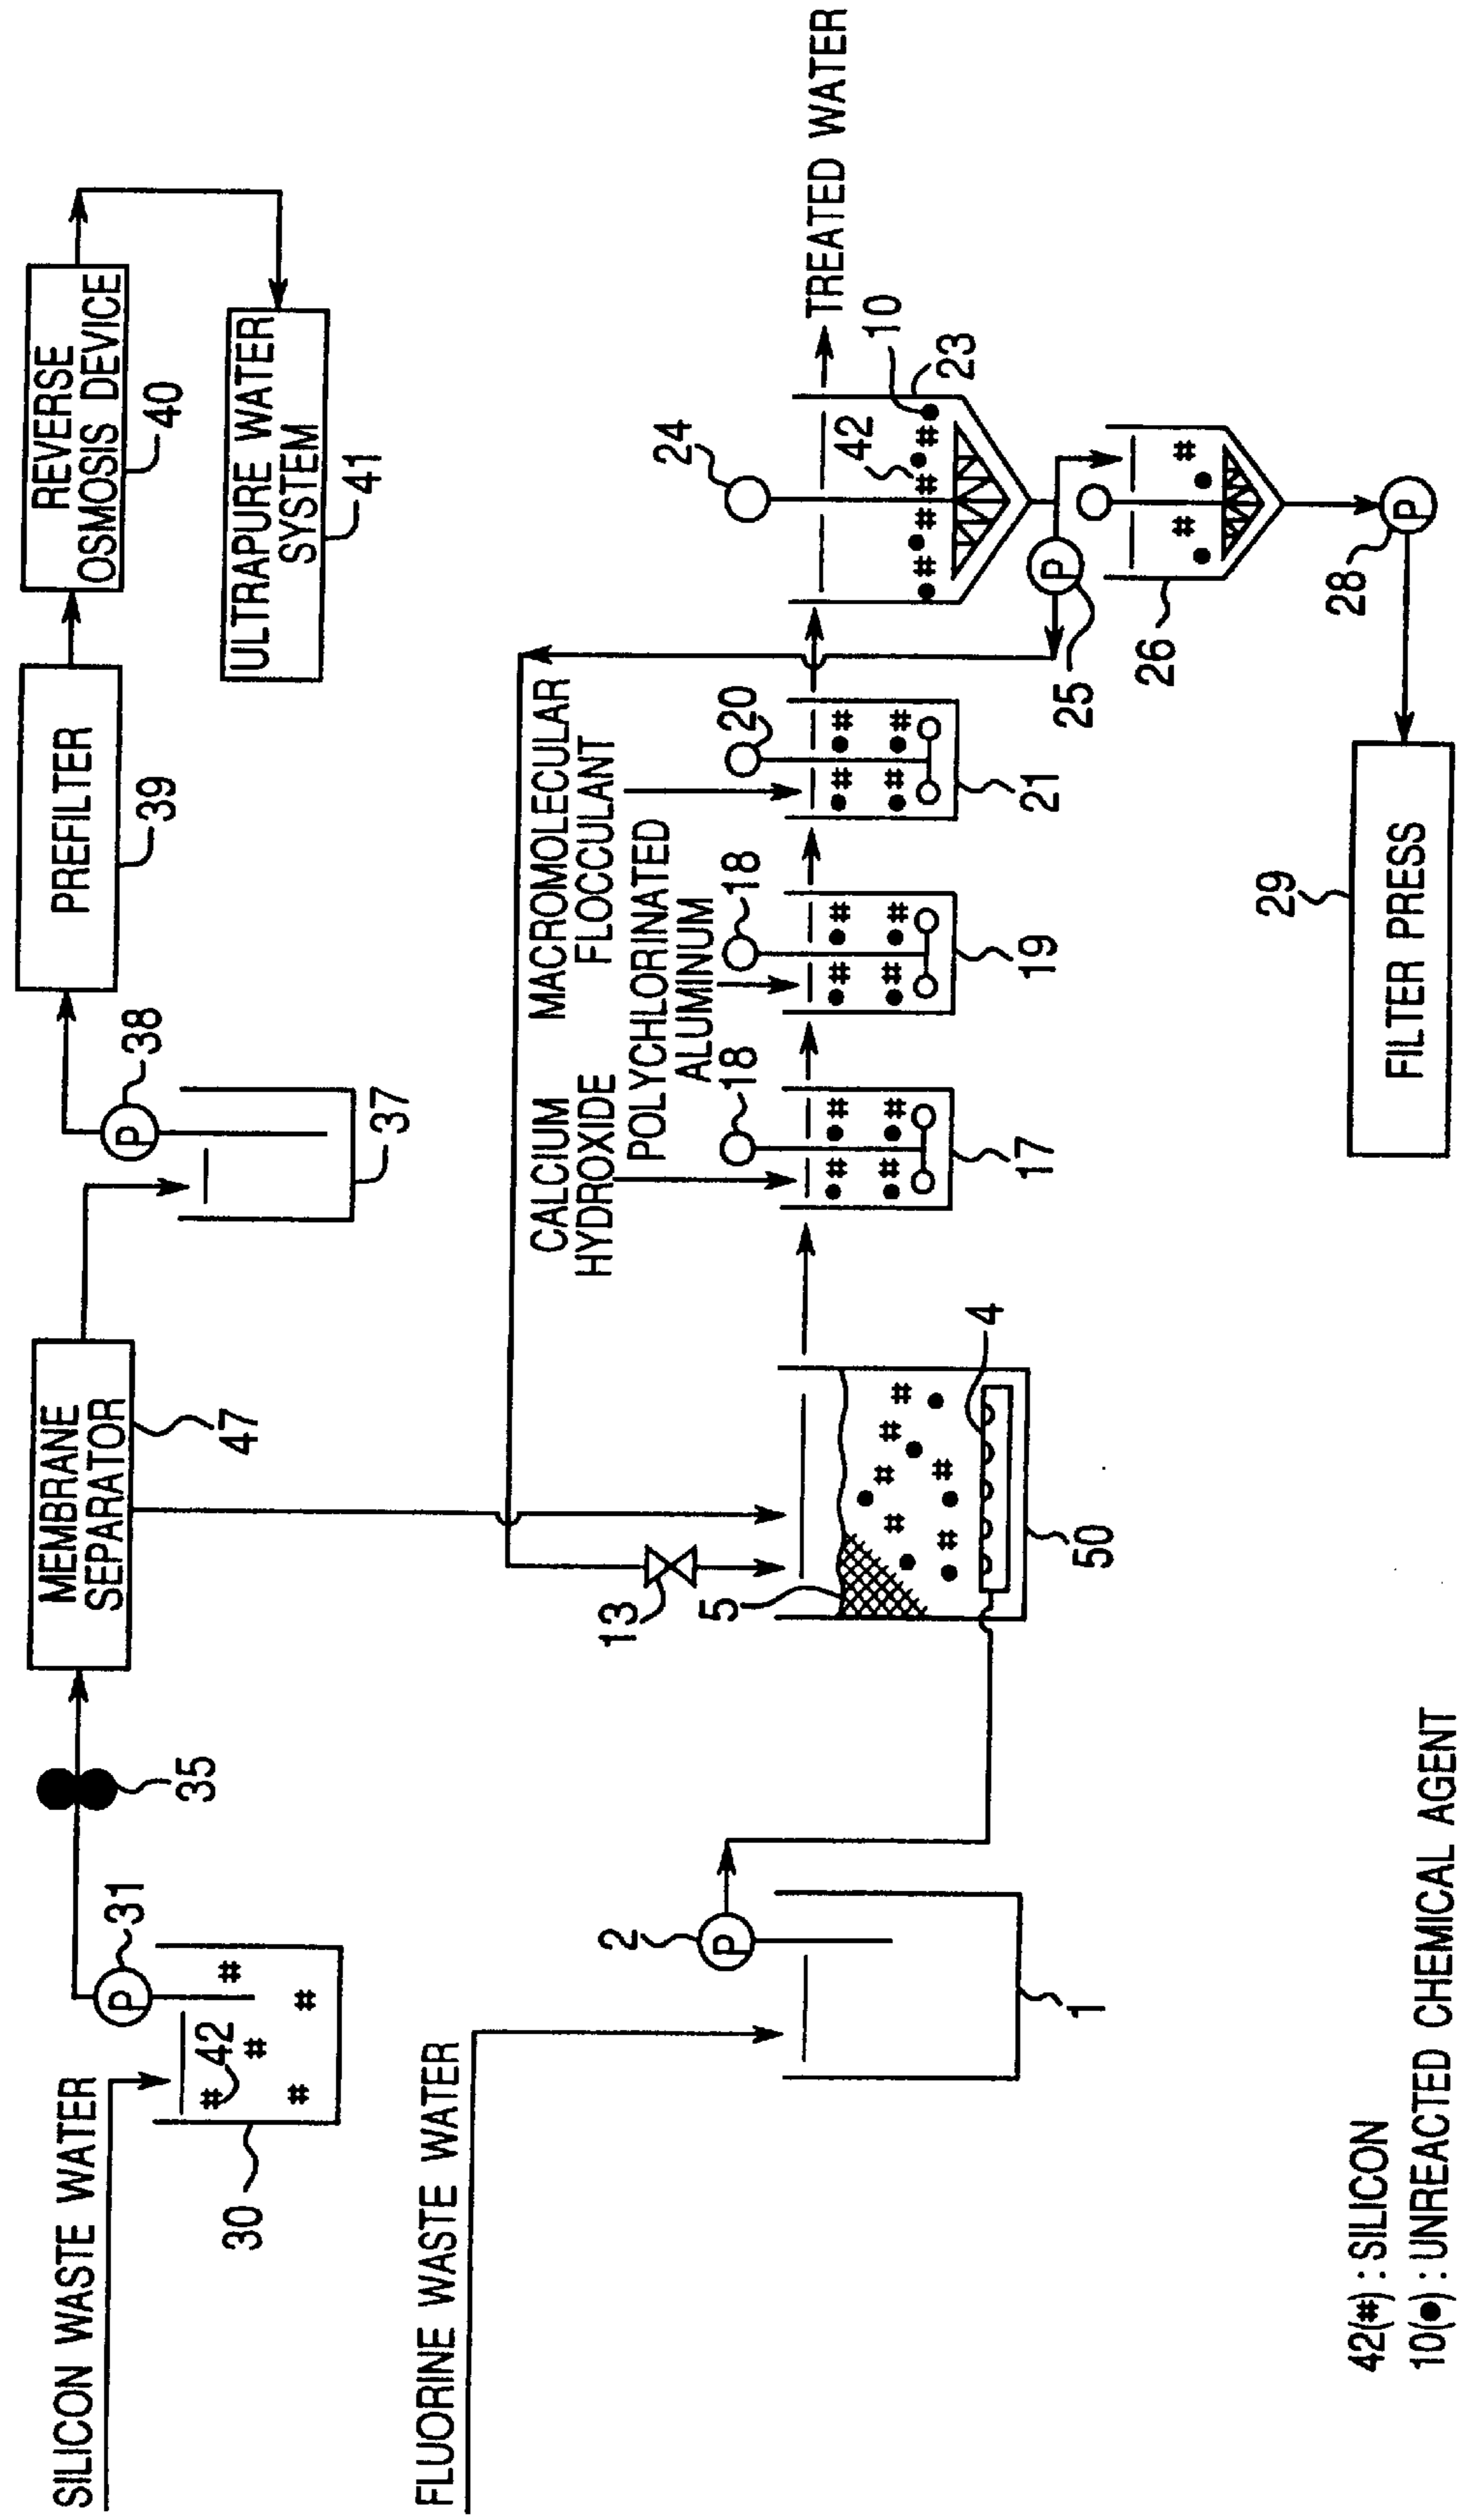 SILICON WASTE WATER
30
42
P
31
35
MEMBRANE
SEPARATOR
47
P
38
37
PREFILTER
39
REVERSE
OSMOSIS DEVICE
40
ULTRAPURE WATER
SYSTEM
41
FLUORINE WASTE WATER
1
2
P
13
5
4
50
CALCIUM
HYDROXIDE
18
17
POLYCHLORINATED
ALUMINUM
18
19
MACROMOLECULAR
FLOCCULANT
20
21
24
42
10
23
TREATED WATER
P
25
26
P
28
29
FILTER PRESS
42(#) : SILICON
10(●) : UNREACTED CHEMICAL AGENT